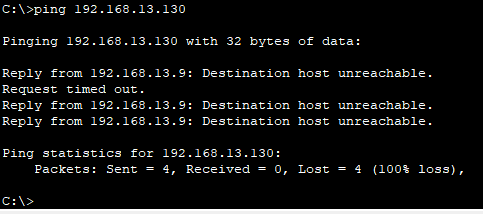 C:\>ping 192.168.13.130
Pinging 192.168.13.130 with 32 bytes of data:
Reply from 192.168.13.9: Destination host unreachable.
Request timed out.
Reply from 192.168.13.9: Destination host unreachable.
Reply from 192.168.13.9: Destination host unreachable.
Ping statistics for 192.168.13.130:
    Packets: Sent = 4, Received = 0, Lost = 4 (100% loss),
C:\>